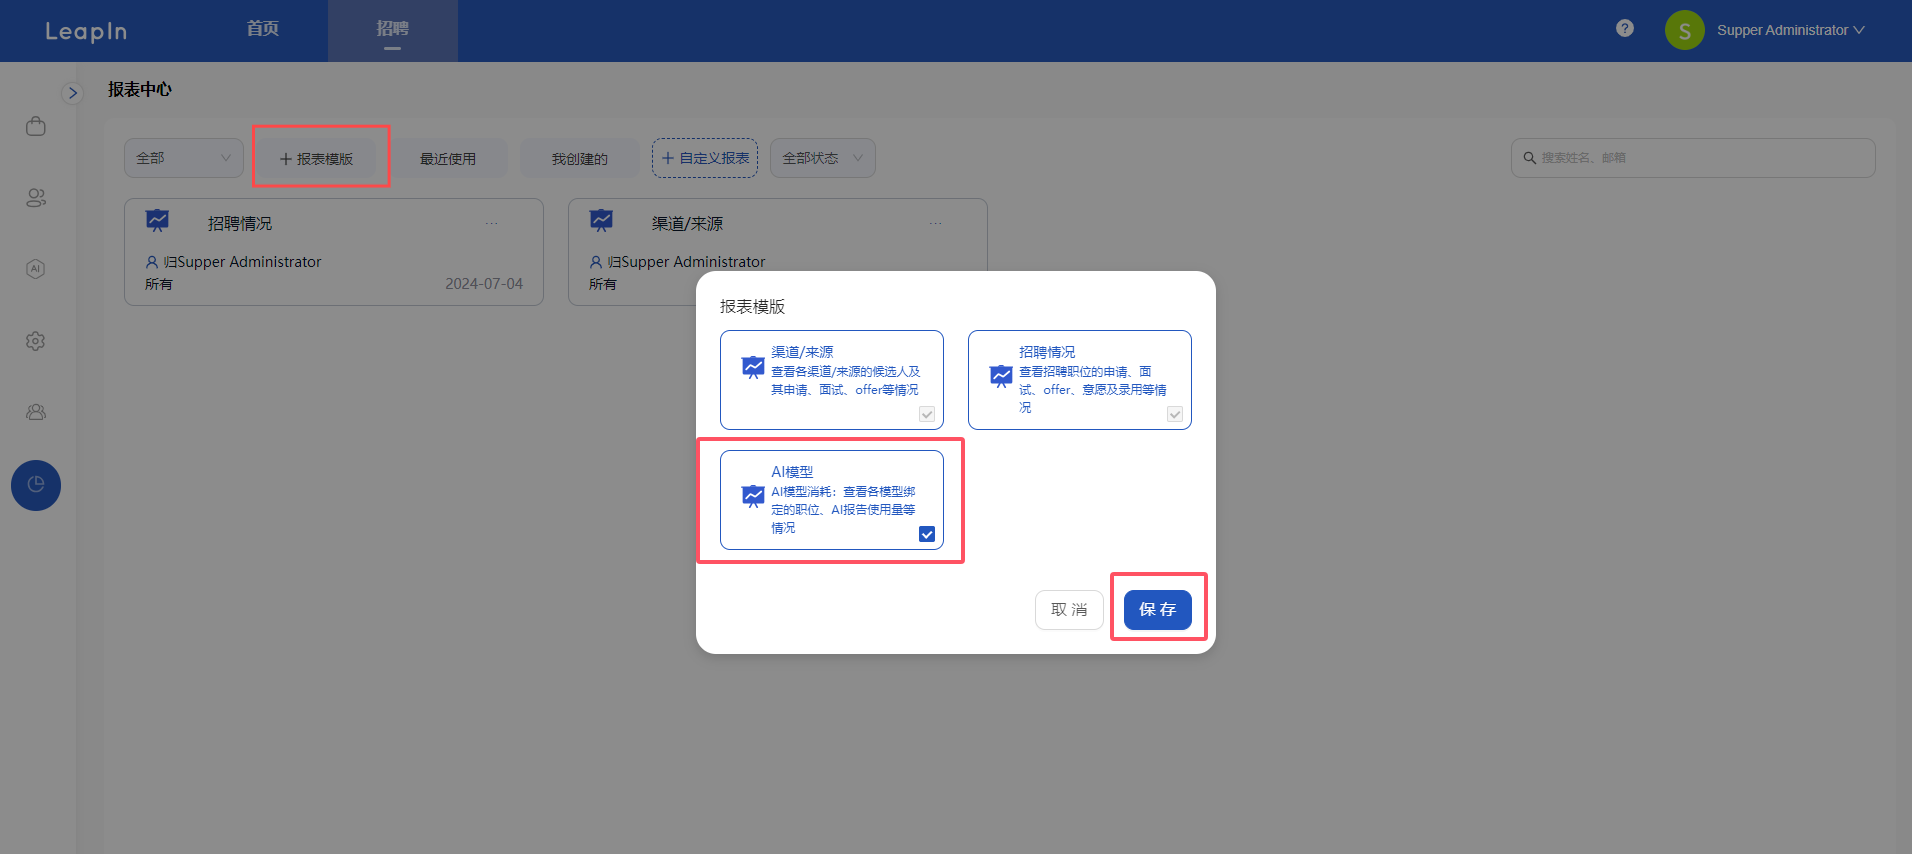 LeapIn
首页
招聘
?
S
Supper Administrator
报表中心
全部
+ 报表模版
最近使用
我创建的
+ 自定义报表
全部状态
搜索姓名、邮箱
招聘情况
...
归Supper Administrator
所有
2024-07-04
渠道/来源
...
归Supper Administrator
所有
AI
报表模版
渠道/来源
查看各渠道/来源的候选人及
其申请、面试、offer等情况
招聘情况
查看招聘职位的申请、面
试、offer、意愿及录用等情
况
AI模型
AI模型消耗：查看各模型绑
定的职位、AI报告使用量等
情况
取 消
保 存